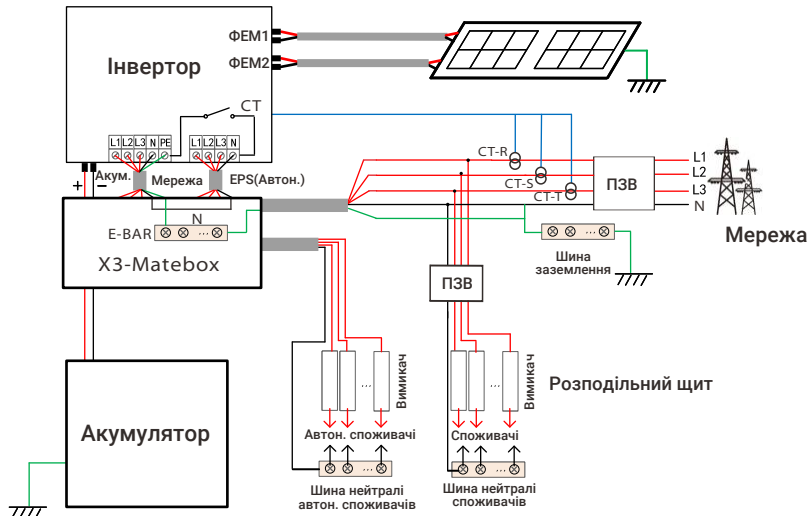 ФЕМ1
Інвертор
ФЕМ2
CT
L1 L2 L3 N PE
L1 L2 L3 N
Акум.
Мережа
EPS(Автон.)
+
−
N
E-BAR
...
X3-Matebox
CT-R
CT-S
CT-T
ПЗВ
L1
L2
L3
N
Мережа
...
Шина
заземлення
ПЗВ
...
Вимикач
...
Вимикач
Розподільний щит
Автон. споживачі
Споживачі
...
...
Шина нейтралі
автон. споживачів
Шина нейтралі
споживачів
Акумулятор